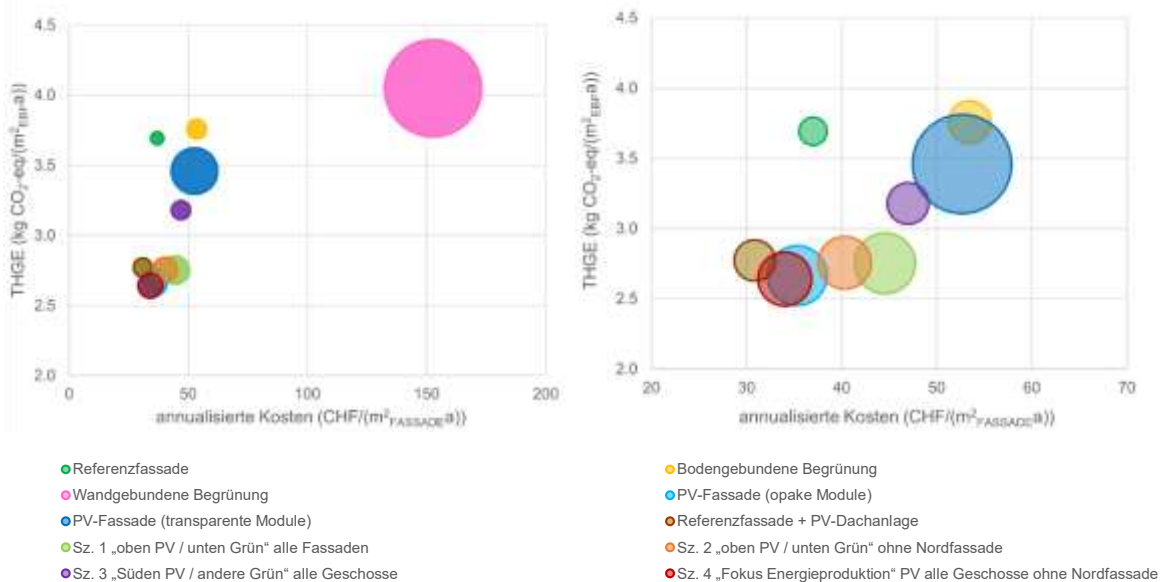 4.5
4.0
3.5
3.0
2.5
2.0
THGE (kg CO2-eq/(m²EBFa))
0
50
100
150
200
annualisierte Kosten (CHF/(m²FASSADEa))
4.5
4.0
3.5
3.0
2.5
2.0
THGE (kg CO2-eq/(m²EBFa))
20
30
40
50
60
70
annualisierte Kosten (CHF/(m²FASSADEa))
Referenzfassade
Wandgebundene Begrünung
PV-Fassade (transparente Module)
Sz. 1 „oben PV / unten Grün“ alle Fassaden
Sz. 3 „Süden PV / andere Grün“ alle Geschosse
Bodengebundene Begrünung
PV-Fassade (opake Module)
Referenzfassade + PV-Dachanlage
Sz. 2 „oben PV / unten Grün“ ohne Nordfassade
Sz. 4 „Fokus Energieproduktion“ PV alle Geschosse ohne Nordfassade